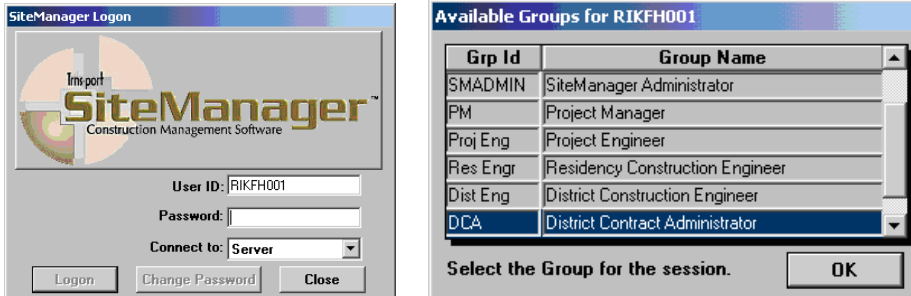 SiteManager Logon
Trns·port
SiteManager™
Construction Management Software
User ID: RIKFH001
Password:
Connect to: Server
Logon Change Password Close
Available Groups for RIKFH001
Grp Id Group Name
SMADMIN SiteManager Administrator
PM Project Manager
Proj Eng Project Engineer
Res Engr Residency Construction Engineer
Dist Eng District Construction Engineer
DCA District Contract Administrator
Select the Group for the session. OK